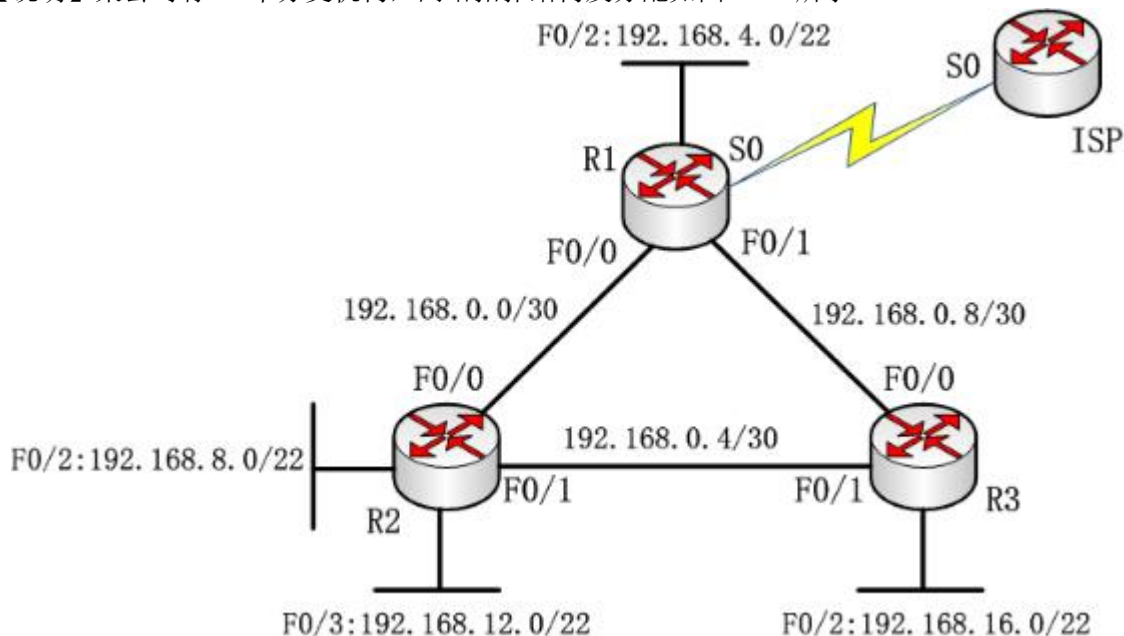 F0/2:192.168.4.0/22
S0
ISP
R1
S0
F0/0
F0/1
192.168.0.0/30
192.168.0.8/30
F0/0
F0/0
192.168.0.4/30
F0/2:192.168.8.0/22
F0/1
F0/1
R2
R3
F0/3:192.168.12.0/22
F0/2:192.168.16.0/22